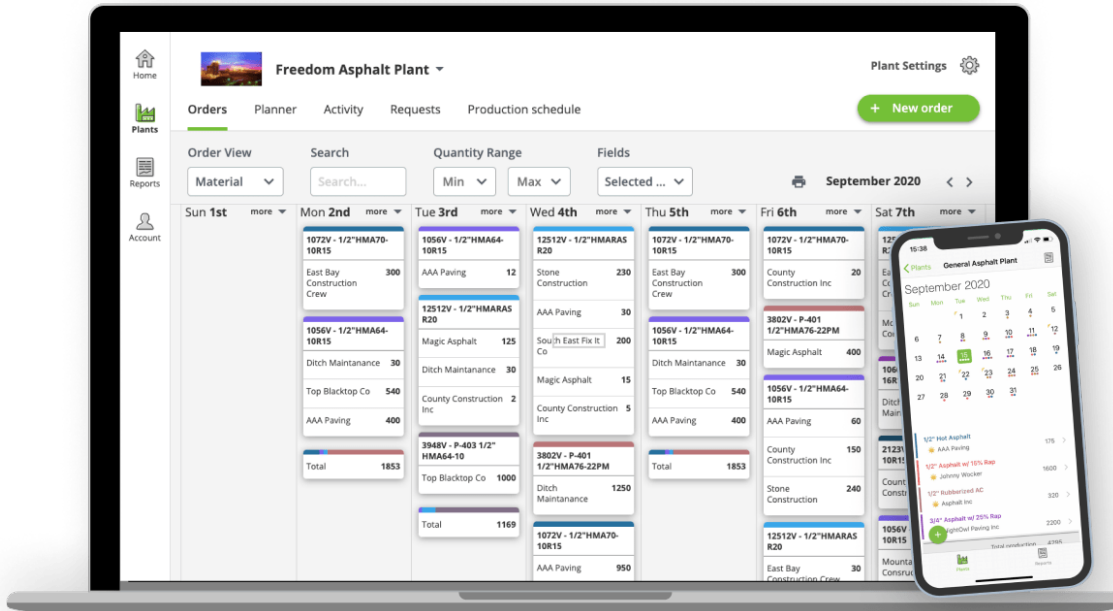 Home
Plants
Reports
Account
Freedom Asphalt Plant
Plant Settings
Orders Planner Activity Requests Production schedule
+ New order
Order View Search Quantity Range Fields
Material Search... Min Max Selected ... September 2020
Sun 1st more
Mon 2nd more
1072V - 1/2"HMA70-
10R15
East Bay 300
Construction
Crew
1056V - 1/2"HMA64-
10R15
Ditch Maintanance 30
Top Blacktop Co 540
AAA Paving 400
Total 1853
Tue 3rd more
1056V - 1/2"HMA64-
10R15
AAA Paving 12
12512V - 1/2"HMARAS
R20
Magic Asphalt 125
Ditch Maintanance 30
County Construction 2
Inc
3948V - P-403 1/2"
HMA64-10
Top Blacktop Co 1000
Total 1169
Wed 4th more
12512V - 1/2"HMARAS
R20
Stone 230
Construction
AAA Paving 30
South East Fix It 200
Co
Magic Asphalt 15
County Construction 5
Inc
3802V - P-401
1/2"HMA76-22PM
Ditch 1250
Maintanance
1072V - 1/2"HMA70-
10R15
AAA Paving 950
Thu 5th more
1072V - 1/2"HMA70-
10R15
East Bay 300
Construction
Crew
1056V - 1/2"HMA64-
10R15
Ditch Maintanance 30
Top Blacktop Co 540
AAA Paving 400
Total 1853
Fri 6th more
1072V - 1/2"HMA70-
10R15
County 20
Construction Inc
3802V - P-401
1/2"HMA76-22PM
Magic Asphalt 400
1056V - 1/2"HMA64-
10R15
AAA Paving 60
County 150
Construction Inc
Stone 240
Construction
12512V - 1/2"HMARAS
R20
East Bay 30
Construction Crew
Sat 7th more
16R
2123V
10R15
1056V
10R15
15:38
Plants General Asphalt Plant
September 2020
Sun Mon Tue Wed Thu Fri Sat
1 2 3 4 5
6 7 8 9 10 11 12
13 14 15 16 17 18 19
20 21 22 23 24 25 26
27 28 29 30 31
1/2" Hot Asphalt 175
AAA Paving
1/2" Asphalt w/ 15% Rap 1600
Johnny Wacker
1/2" Rubberized AC 320
Asphalt Inc
3/4" Asphalt w/ 25% Rap 2200
Paving Inc
+
Total production 4295
Plants Reports